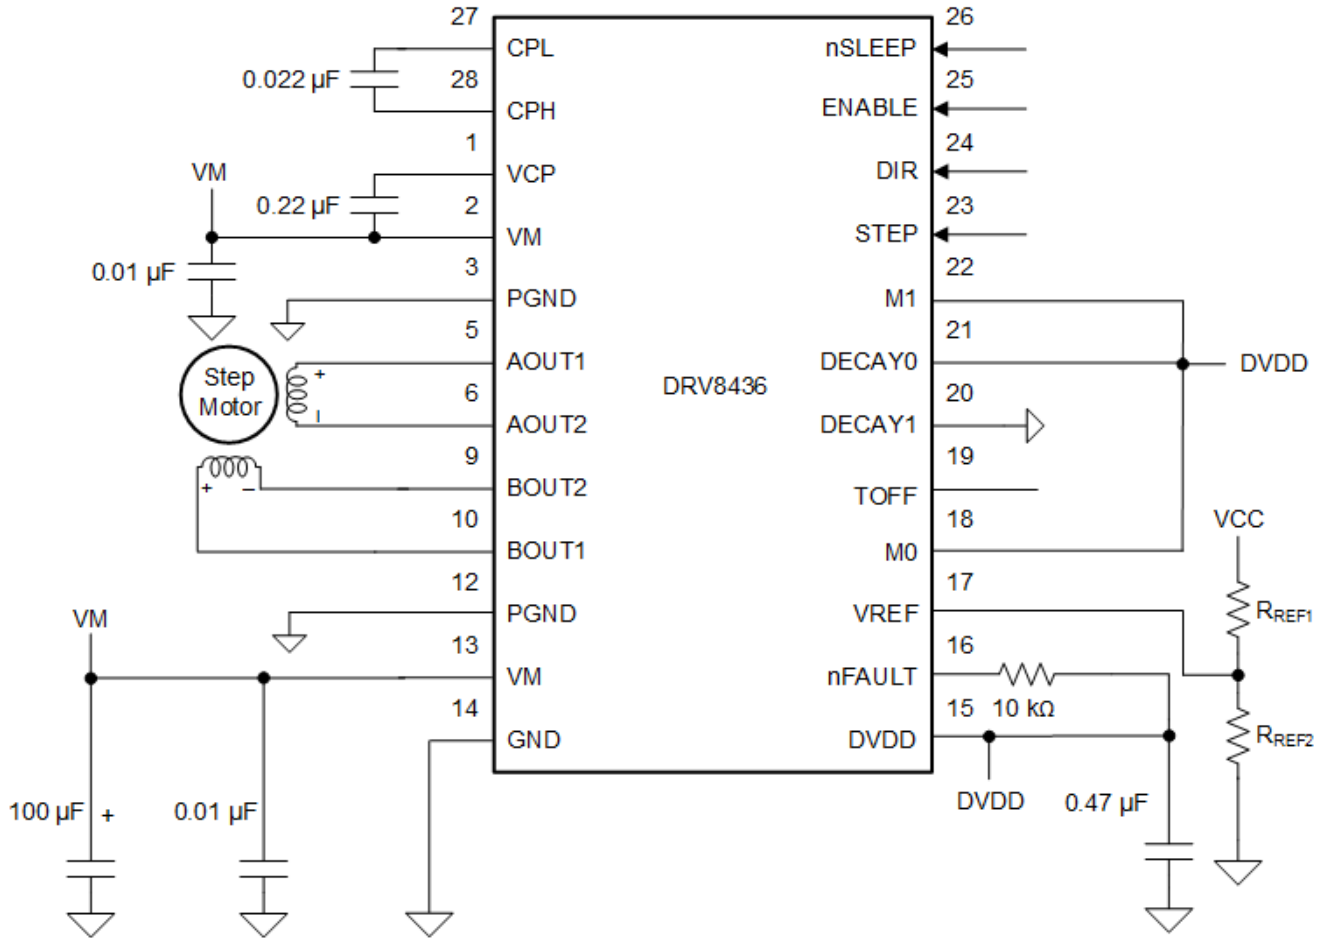 27
26
CPL
nSLEEP
0.022 µF
28
25
CPH
ENABLE
1
24
VM
VCP
DIR
0.22 µF
2
23
VM
STEP
0.01 µF
3
22
PGND
M1
5
21
AOUT1
DECAY0
DVDD
Step
Motor
+
–
DRV8436
6
20
AOUT2
DECAY1
9
19
+ –
BOUT2
TOFF
10
18
VCC
BOUT1
M0
12
17
VM
PGND
VREF
RREF1
13
16
VM
nFAULT
14
15
10 kΩ
GND
DVDD
RREF2
100 µF +
0.01 µF
DVDD
0.47 µF